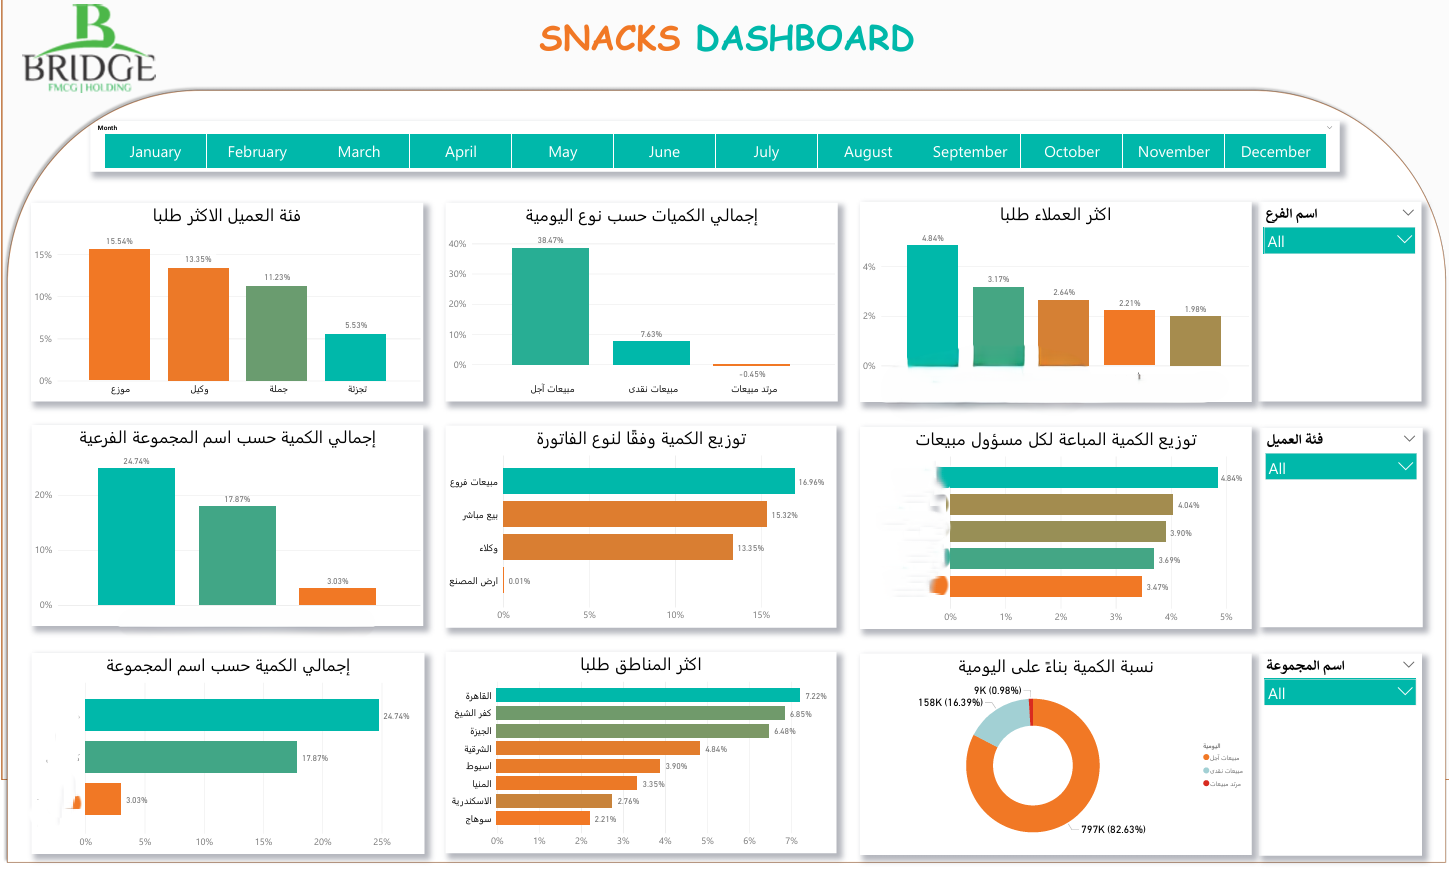 BRIDGE
FMCG | HOLDING
SNACKS DASHBOARD
Month
January February March April May June July August September October November December
فئة العميل الاكثر طلبا
15.54%
13.35%
11.23%
5.53%
15%
10%
5%
0%
موزع وكيل جملة تجزئة
إجمالي الكميات حسب نوع اليومية
38.47%
7.63%
-0.45%
40%
30%
20%
10%
0%
مبيعات آجل مبيعات نقدى مرتد مبيعات
اكثر العملاء طلبا
4.84%
3.17%
2.64%
2.21%
1.98%
4%
2%
0%
اسم الفرع
All
إجمالي الكمية حسب اسم المجموعة الفرعية
24.74%
17.87%
3.03%
20%
10%
0%
توزيع الكمية وفقًا لنوع الفاتورة
مبيعات فروع 16.96%
بيع مباشر 15.32%
وكلاء 13.35%
ارض المصنع 0.01%
0% 5% 10% 15%
توزيع الكمية المباعة لكل مسؤول مبيعات
4.84%
4.04%
3.90%
3.69%
3.47%
0% 1% 2% 3% 4% 5%
فئة العميل
All
إجمالي الكمية حسب اسم المجموعة
24.74%
17.87%
3.03%
0% 5% 10% 15% 20% 25%
اكثر المناطق طلبا
القاهرة 7.22%
كفر الشيخ 6.85%
الجيزة 6.48%
الشرقية 4.84%
اسيوط 3.90%
المنيا 3.35%
الاسكندرية 2.76%
سوهاج 2.21%
0% 1% 2% 3% 4% 5% 6% 7%
نسبة الكمية بناءً على اليومية
9K (0.98%)
158K (16.39%)
797K (82.63%)
اليومية
مبيعات آجل
مبيعات نقدى
مرتد مبيعات
اسم المجموعة
All